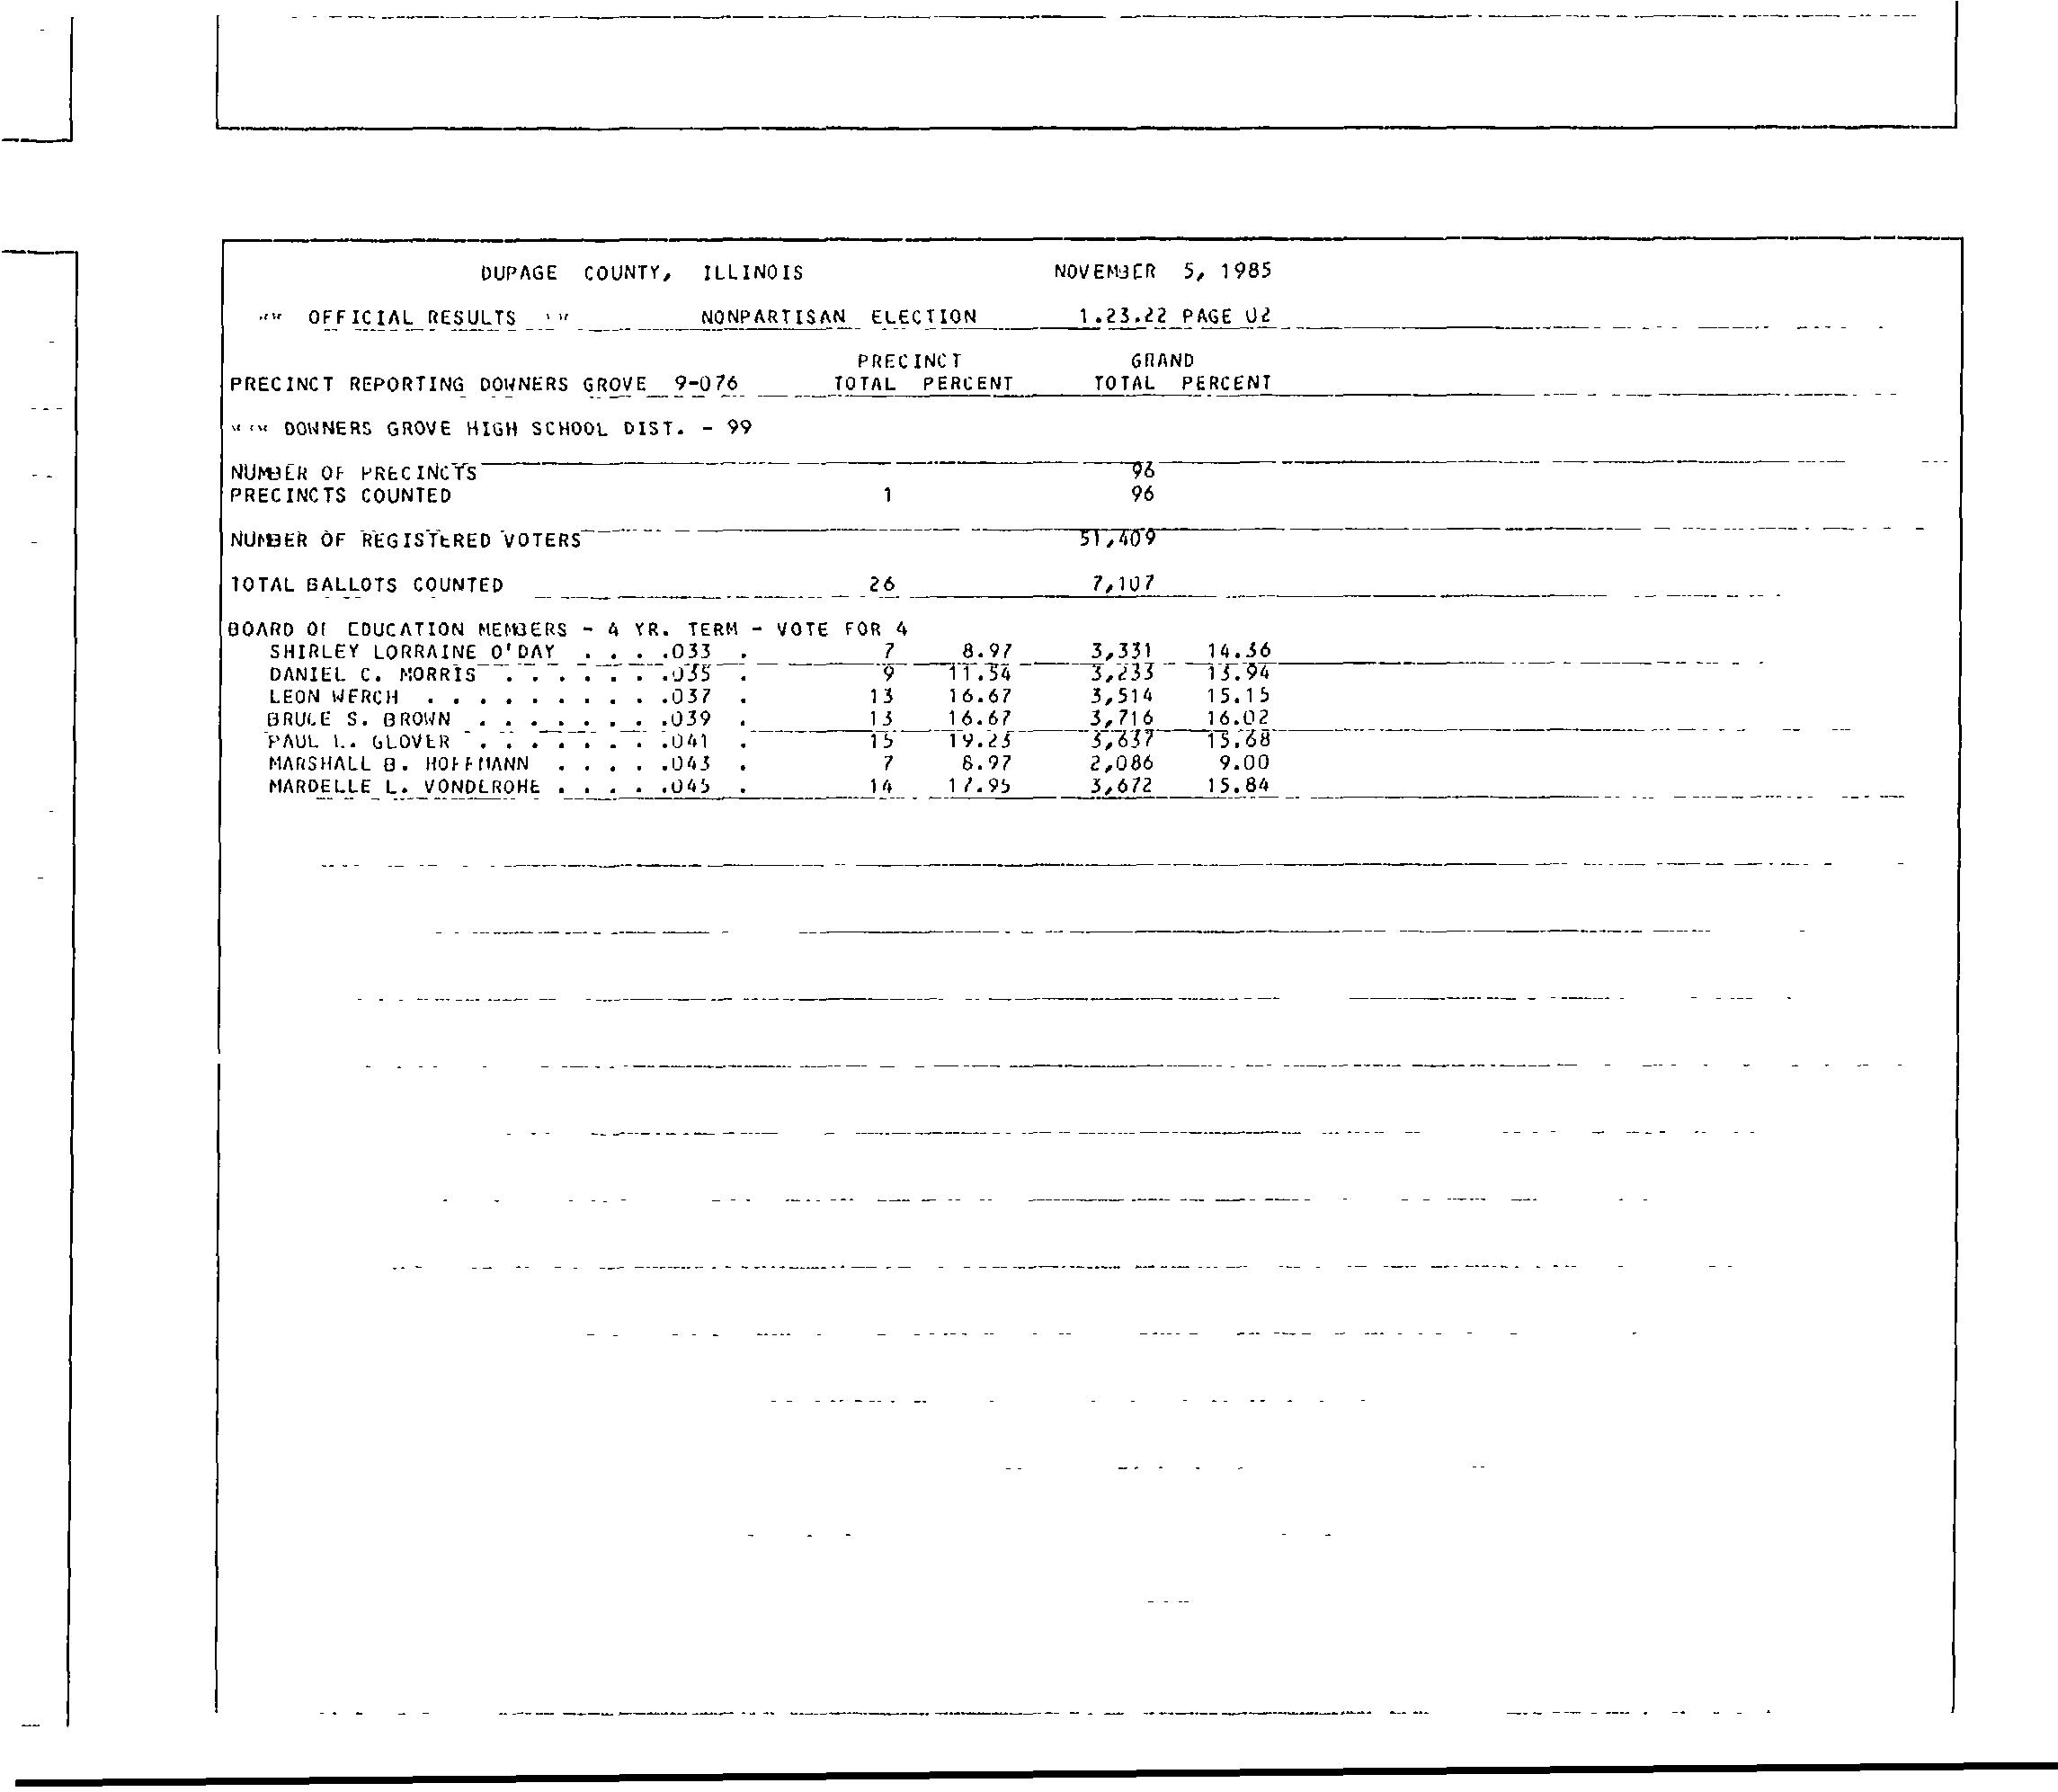 DUPAGE COUNTY, ILLINOIS NOVEMBER 5, 1985
** OFFICIAL RESULTS ** NONPARTISAN ELECTION 1.23.22 PAGE 02
PRECINCT GRAND
PRECINCT REPORTING DOWNERS GROVE 9-076 TOTAL PERCENT TOTAL PERCENT
*** DOWNERS GROVE HIGH SCHOOL DIST. - 99
NUMBER OF PRECINCTS 96
PRECINCTS COUNTED 1 96
NUMBER OF REGISTERED VOTERS 51,409
TOTAL BALLOTS COUNTED 26 7,107
BOARD OF EDUCATION MEMBERS - 4 YR. TERM - VOTE FOR 4
SHIRLEY LORRAINE O'DAY . . . .033 . 7 8.97 3,331 14.36
DANIEL C. MORRIS . . . . . . .035 . 9 11.54 3,233 13.94
LEON WERCH . . . . . . . . . .037 . 13 16.67 3,514 15.15
BRUCE S. BROWN . . . . . . . .039 . 13 16.67 3,716 16.02
PAUL L. GLOVER . . . . . . . .041 . 15 19.23 3,637 15.68
MARSHALL B. HOFFMANN . . . . .043 . 7 8.97 2,086 9.00
MARDELLE L. VONDEROHE . . . . .045 . 14 17.95 3,672 15.84